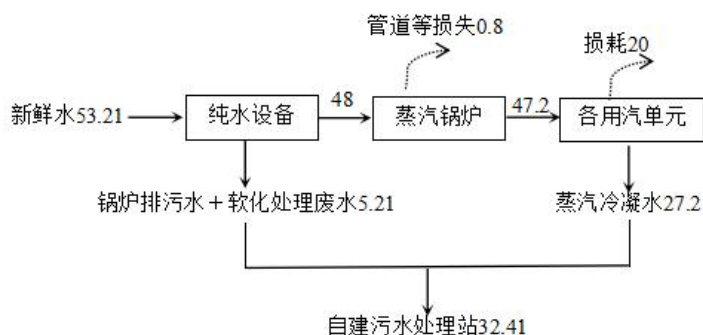 管道等损失0.8
损耗20
新鲜水53.21
纯水设备
48
蒸汽锅炉
47.2
各用汽单元
锅炉排污水＋软化处理废水5.21
蒸汽冷凝水27.2
自建污水处理站32.41